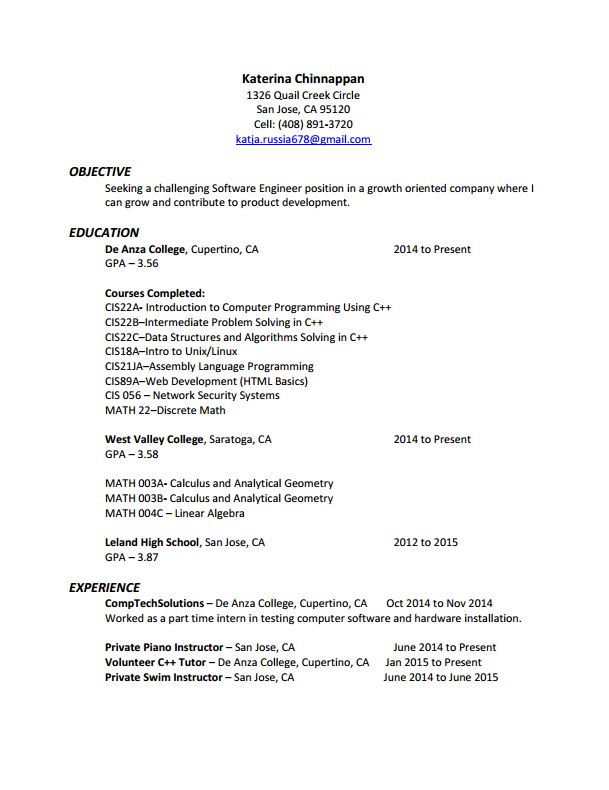 Katerina Chinnappan
1326 Quail Creek Circle
San Jose, CA 95120
Cell: (408) 891-3720
katja.russia678@gmail.com
OBJECTIVE
Seeking a challenging Software Engineer position in a growth oriented company where I
can grow and contribute to product development.
EDUCATION
De Anza College, Cupertino, CA 2014 to Present
GPA – 3.56
Courses Completed:
CIS22A- Introduction to Computer Programming Using C++
CIS22B–Intermediate Problem Solving in C++
CIS22C–Data Structures and Algorithms Solving in C++
CIS18A–Intro to Unix/Linux
CIS21JA–Assembly Language Programming
CIS89A–Web Development (HTML Basics)
CIS 056 – Network Security Systems
MATH 22–Discrete Math
West Valley College, Saratoga, CA 2014 to Present
GPA – 3.58
MATH 003A- Calculus and Analytical Geometry
MATH 003B- Calculus and Analytical Geometry
MATH 004C – Linear Algebra
Leland High School, San Jose, CA 2012 to 2015
GPA – 3.87
EXPERIENCE
CompTechSolutions – De Anza College, Cupertino, CA Oct 2014 to Nov 2014
Worked as a part time intern in testing computer software and hardware installation.
Private Piano Instructor – San Jose, CA June 2014 to Present
Volunteer C++ Tutor – De Anza College, Cupertino, CA Jan 2015 to Present
Private Swim Instructor – San Jose, CA June 2014 to June 2015